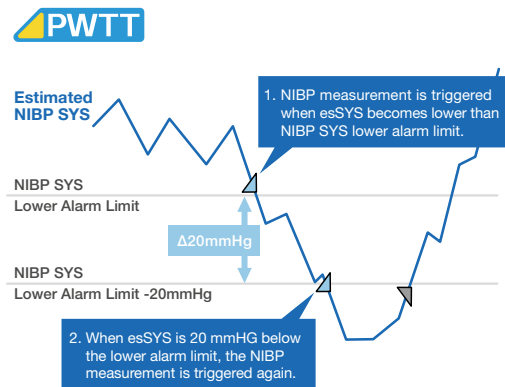 PWTT
Estimated
NIBP SYS
1. NIBP measurement is triggered
when esSYS becomes lower than
NIBP SYS lower alarm limit.
NIBP SYS
Lower Alarm Limit
Δ20mmHg
NIBP SYS
Lower Alarm Limit -20mmHg
2. When esSYS is 20 mmHG below
the lower alarm limit, the NIBP
measurement is triggered again.